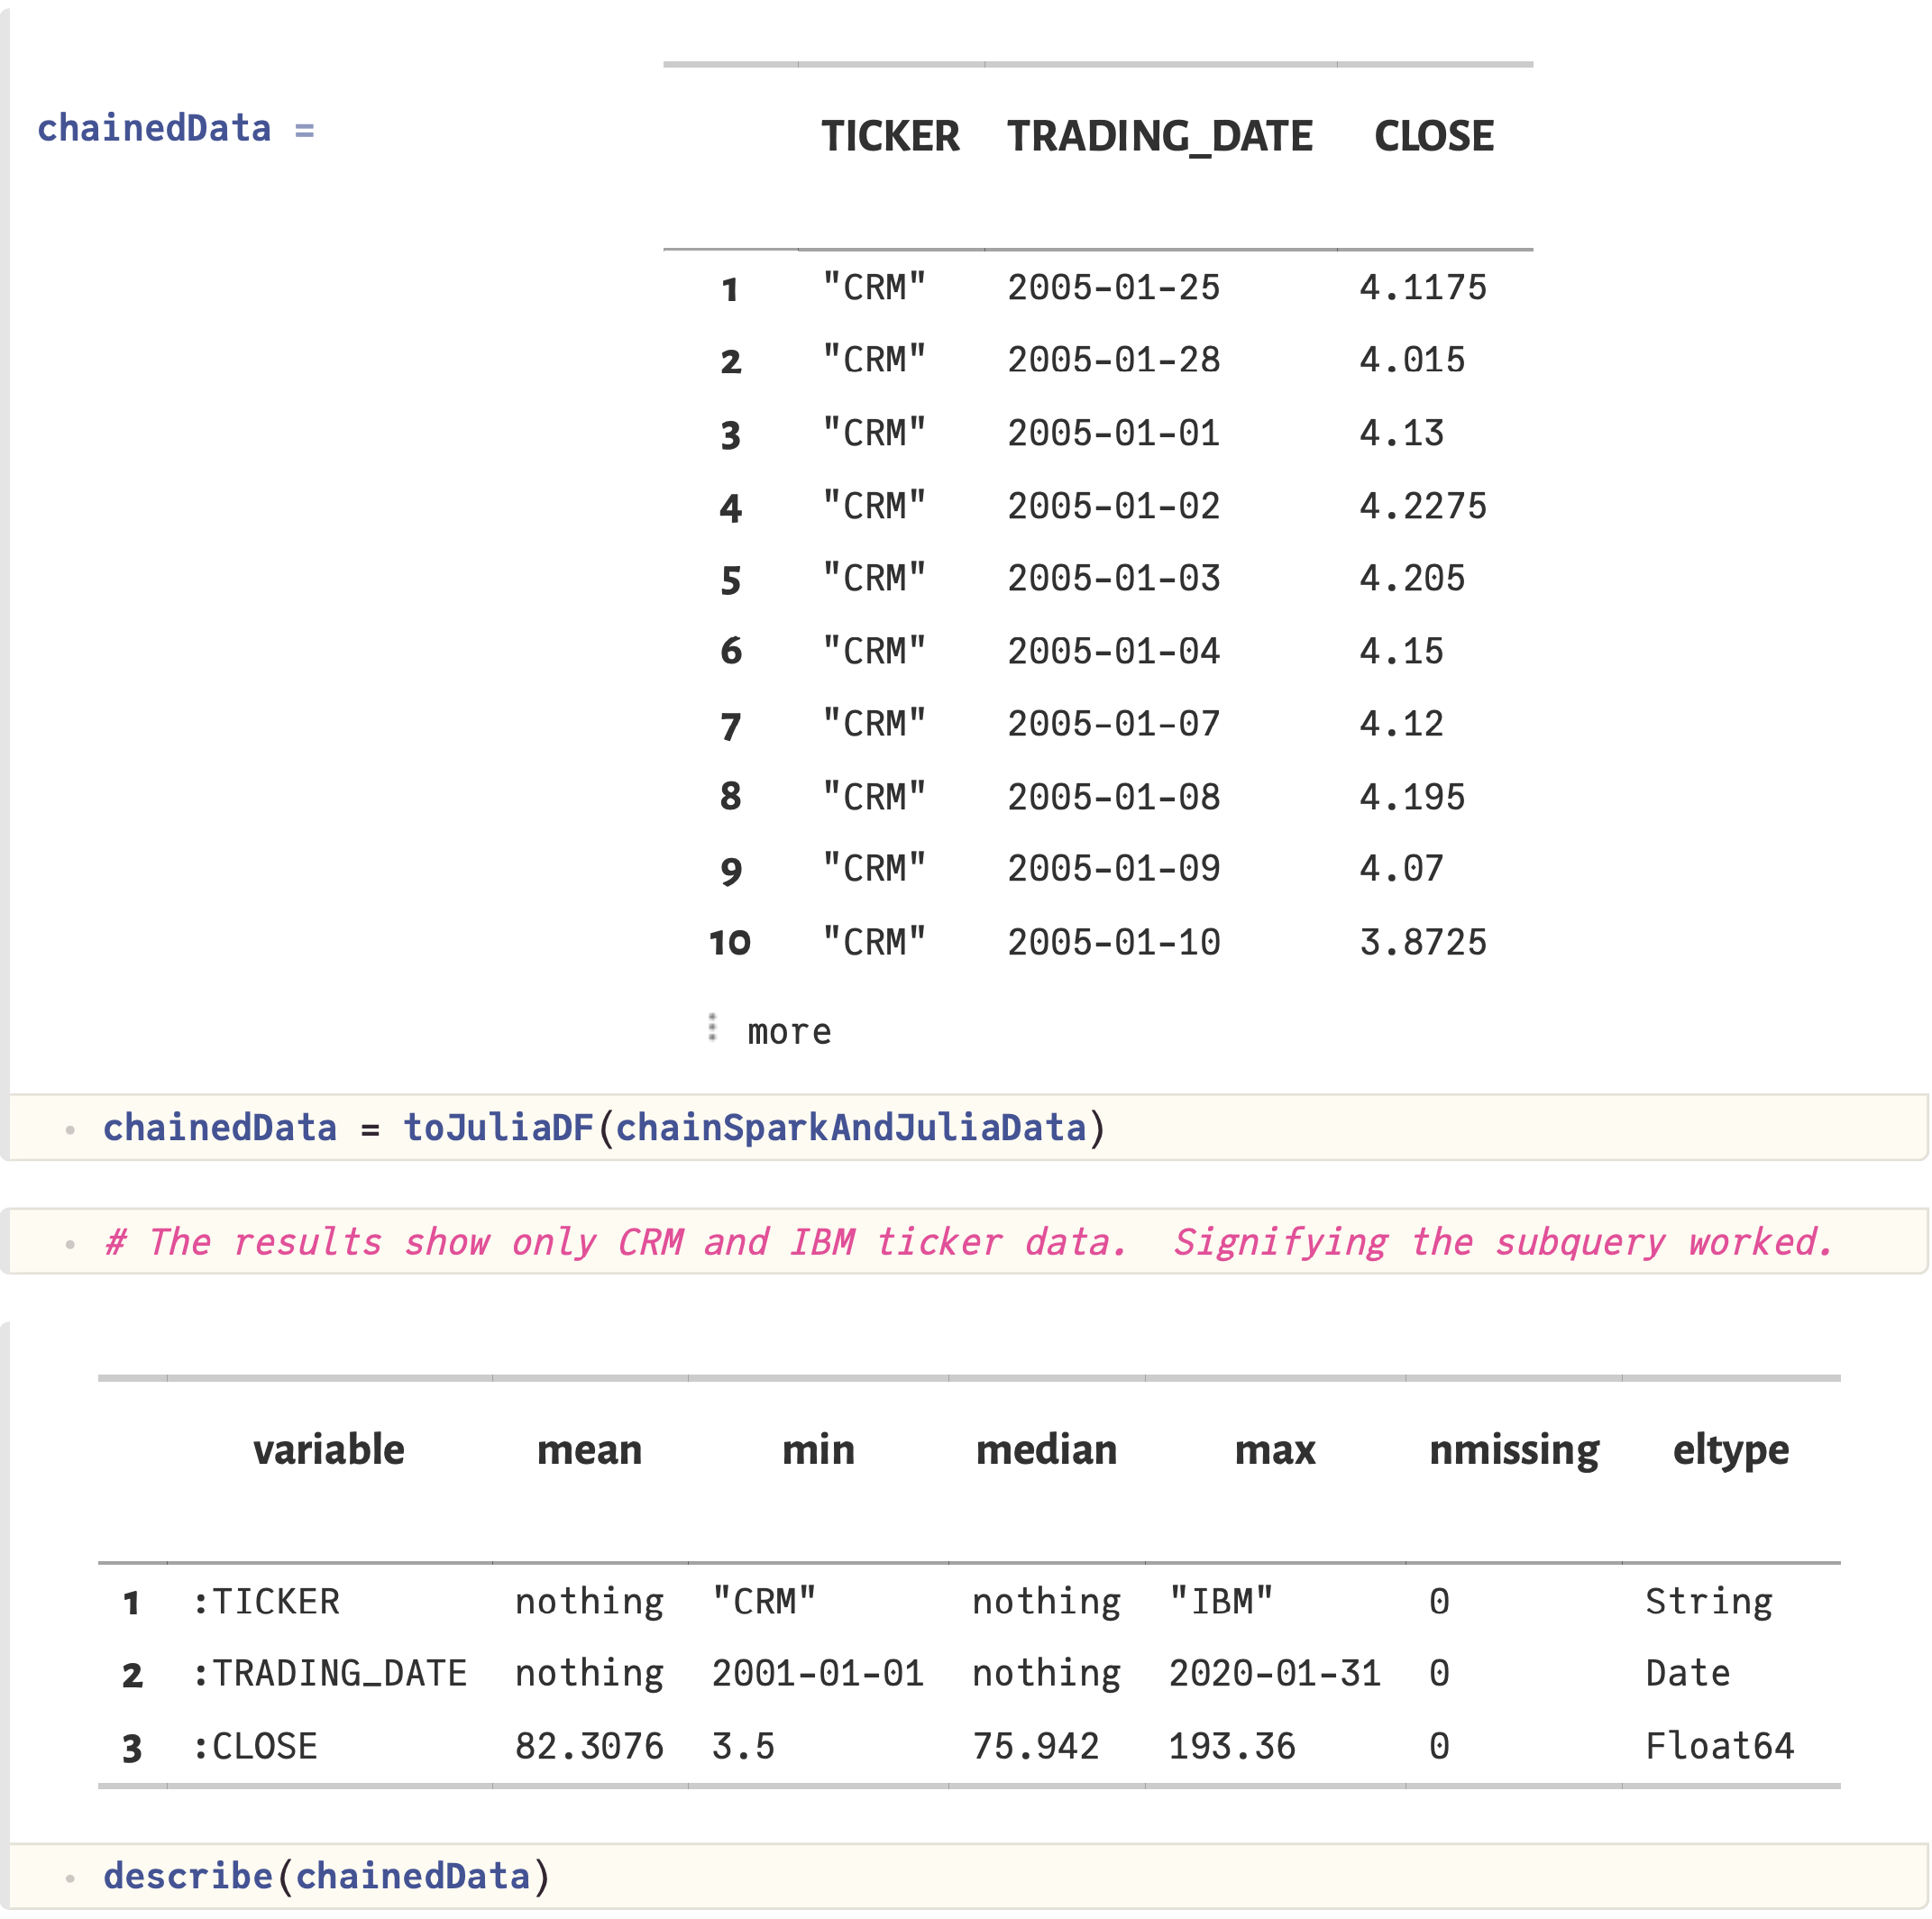 chainedData =
TICKER TRADING_DATE CLOSE
1 "CRM" 2005-01-25 4.1175
2 "CRM" 2005-01-28 4.015
3 "CRM" 2005-01-01 4.13
4 "CRM" 2005-01-02 4.2275
5 "CRM" 2005-01-03 4.205
6 "CRM" 2005-01-04 4.15
7 "CRM" 2005-01-07 4.12
8 "CRM" 2005-01-08 4.195
9 "CRM" 2005-01-09 4.07
10 "CRM" 2005-01-10 3.8725
⋮ more
chainedData = toJuliaDF(chainSparkAndJuliaData)
# The results show only CRM and IBM ticker data.  Signifying the subquery worked.
variable mean min median max nmissing eltype
1 :TICKER nothing "CRM" nothing "IBM" 0 String
2 :TRADING_DATE nothing 2001-01-01 nothing 2020-01-31 0 Date
3 :CLOSE 82.3076 3.5 75.942 193.36 0 Float64
describe(chainedData)